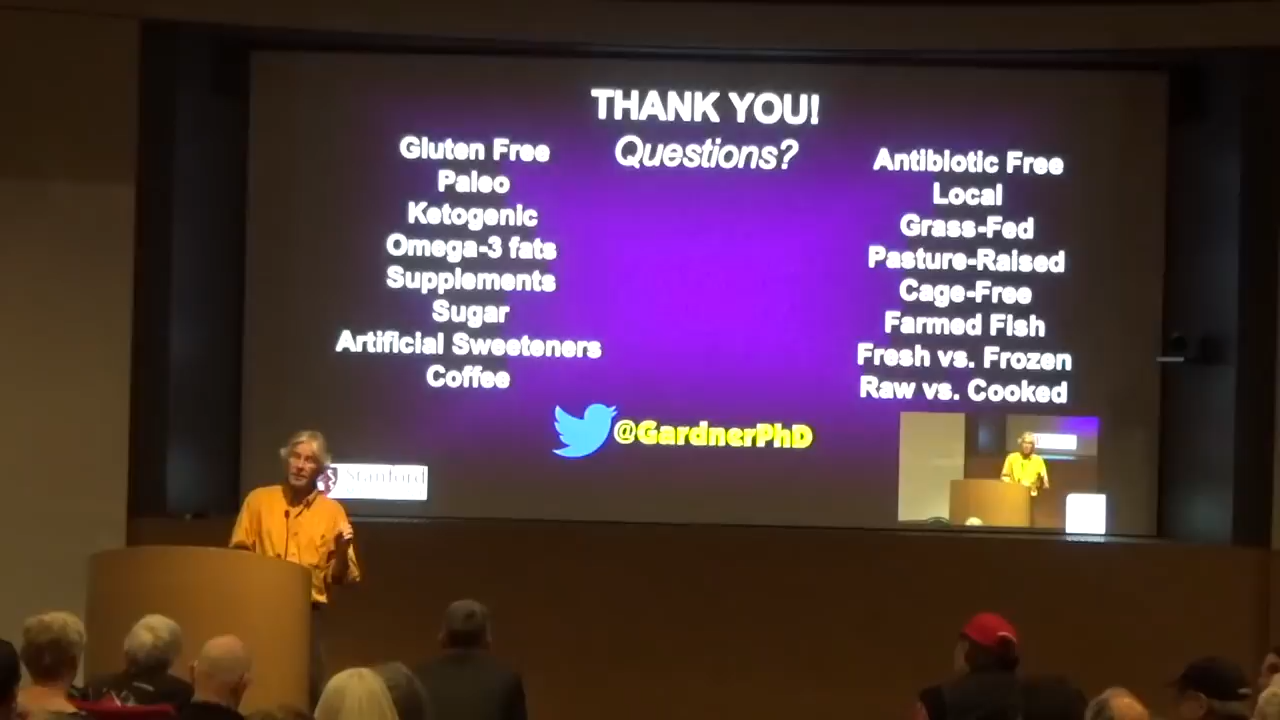 THANK YOU!
Questions?
Gluten Free
Paleo
Ketogenic
Omega-3 fats
Supplements
Sugar
Artificial Sweeteners
Coffee
Antibiotic Free
Local
Grass-Fed
Pasture-Raised
Cage-Free
Farmed Fish
Fresh vs. Frozen
Raw vs. Cooked
@GardnerPhD
Stanford